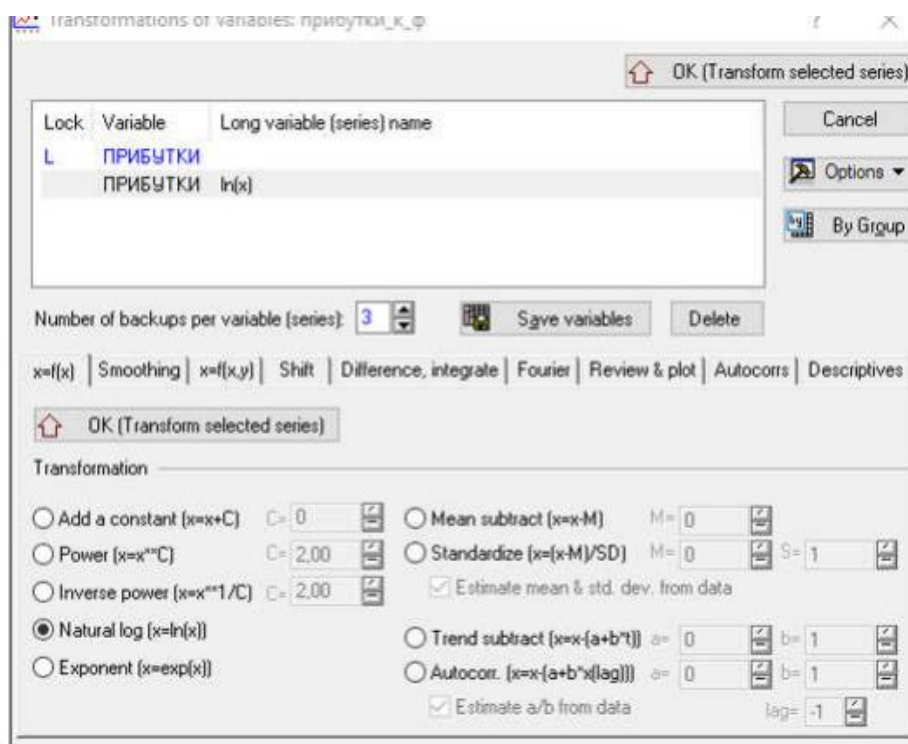 Transformations of variables: прибутки_к_ф ? ×
OK (Transform selected series)
Lock Variable Long variable (series) name
L ПРИБУТКИ
ПРИБУТКИ ln(x)
Cancel
Options
By Group
Number of backups per variable (series): 3 Save variables Delete
x=f(x) Smoothing x=f(x,y) Shift Difference, integrate Fourier Review & plot Autocorrs Descriptives
OK (Transform selected series)
Transformation
Add a constant (x=x+C) C= 0 Mean subtract (x=x-M) M= 0
Power (x=x**C) C= 2,00 Standardize (x=(x-M)/SD) M= 0 S= 1
Inverse power (x=x**1/C) C= 2,00 Estimate mean & std. dev. from data
Natural log (x=ln(x)) Trend subtract (x=x-(a+b*t)) a= 0 b= 1
Exponent (x=exp(x)) Autocorr. (x=x-(a+b*x(lag))) a= 0 b= 1
Estimate a/b from data lag= -1